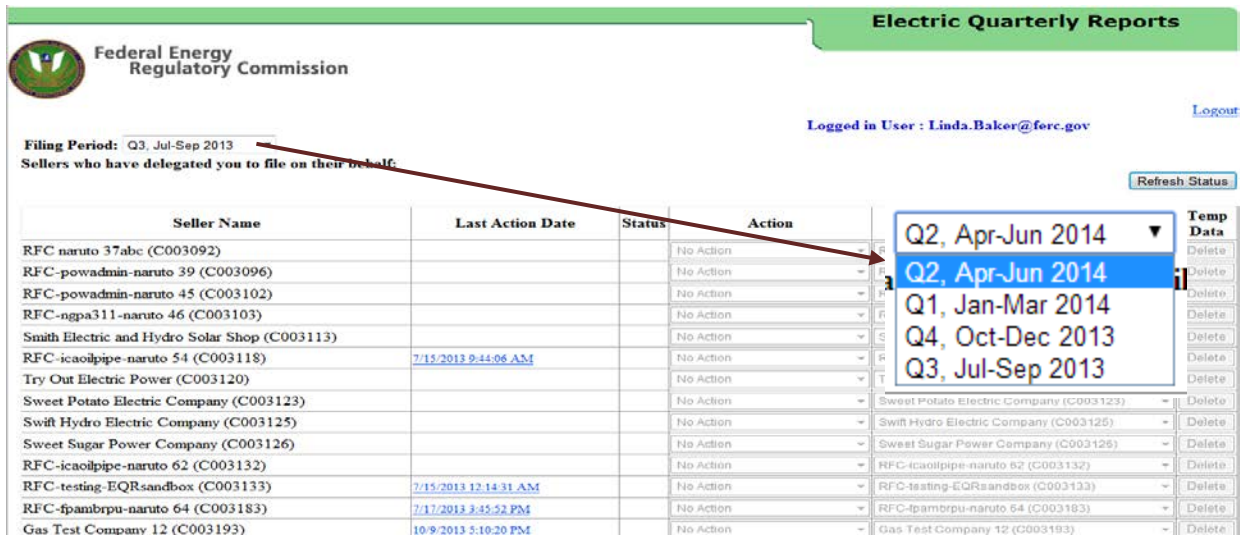 Electric Quarterly Reports
Federal Energy
Regulatory Commission
Logout
Logged in User : Linda.Baker@ferc.gov
Filing Period: Q3, Jul-Sep 2013
Sellers who have delegated you to file on their behalf:
Refresh Status
Seller Name Last Action Date Status Action Temp Data
Q2, Apr-Jun 2014
Q2, Apr-Jun 2014
Q1, Jan-Mar 2014
Q4, Oct-Dec 2013
Q3, Jul-Sep 2013
RFC naruto 37abc (C003092) No Action Delete
RFC-powadmin-naruto 39 (C003096) No Action Delete
RFC-powadmin-naruto 45 (C003102) No Action Delete
RFC-ngpa311-naruto 46 (C003103) No Action Delete
Smith Electric and Hydro Solar Shop (C003113) No Action Delete
RFC-icaoilpipe-naruto 54 (C003118) 7/15/2013 9:44:06 AM No Action Delete
Try Out Electric Power (C003120) No Action Delete
Sweet Potato Electric Company (C003123) No Action Sweet Potato Electric Company (C003123) Delete
Swift Hydro Electric Company (C003125) No Action Swift Hydro Electric Company (C003125) Delete
Sweet Sugar Power Company (C003126) No Action Sweet Sugar Power Company (C003126) Delete
RFC-icaoilpipe-naruto 62 (C003132) No Action RFC-icaoilpipe-naruto 62 (C003132) Delete
RFC-testing-EQRsandbox (C003133) 7/15/2013 12:14:31 AM No Action RFC-testing-EQRsandbox (C003133) Delete
RFC-fpambrpu-naruto 64 (C003183) 7/17/2013 3:45:52 PM No Action RFC-fpambrpu-naruto 64 (C003183) Delete
Gas Test Company 12 (C003193) 10/9/2013 5:10:20 PM No Action Gas Test Company 12 (C003193) Delete